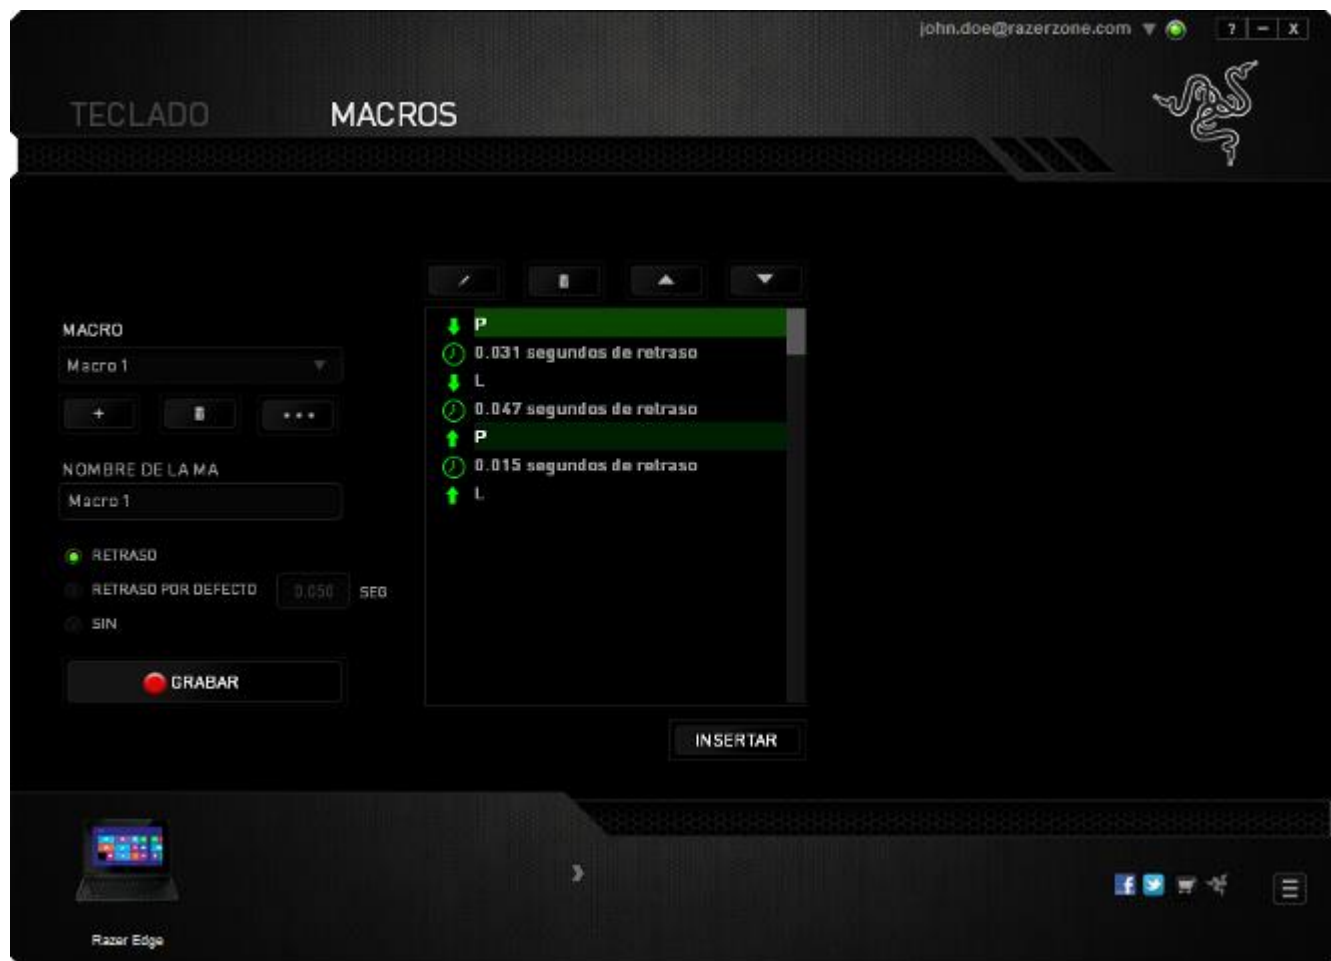 john.doe@razerzone.com
? – X
TECLADO
MACROS
MACRO
Macro 1
+
•••
NOMBRE DE LA MA
Macro 1
RETRASO
RETRASO POR DEFECTO 0.050 SEG
SIN
GRABAR
P
0.031 segundos de retraso
L
0.047 segundos de retraso
P
0.015 segundos de retraso
L
INSERTAR
Razer Edge